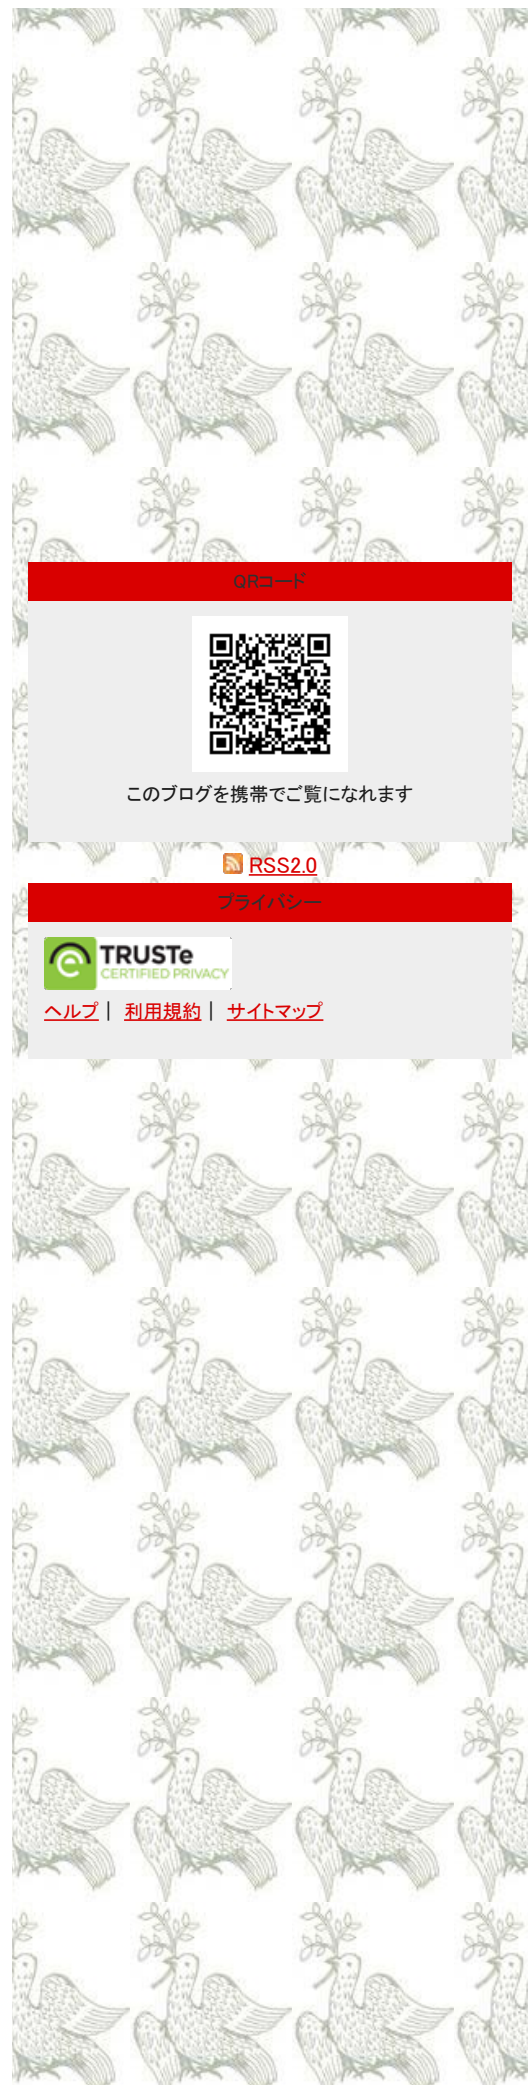 QRコード
このブログを携帯でご覧になれます
RSS2.0
プライバシー
TRUSTe
CERTIFIED PRIVACY
ヘルプ | 利用規約 | サイトマップ